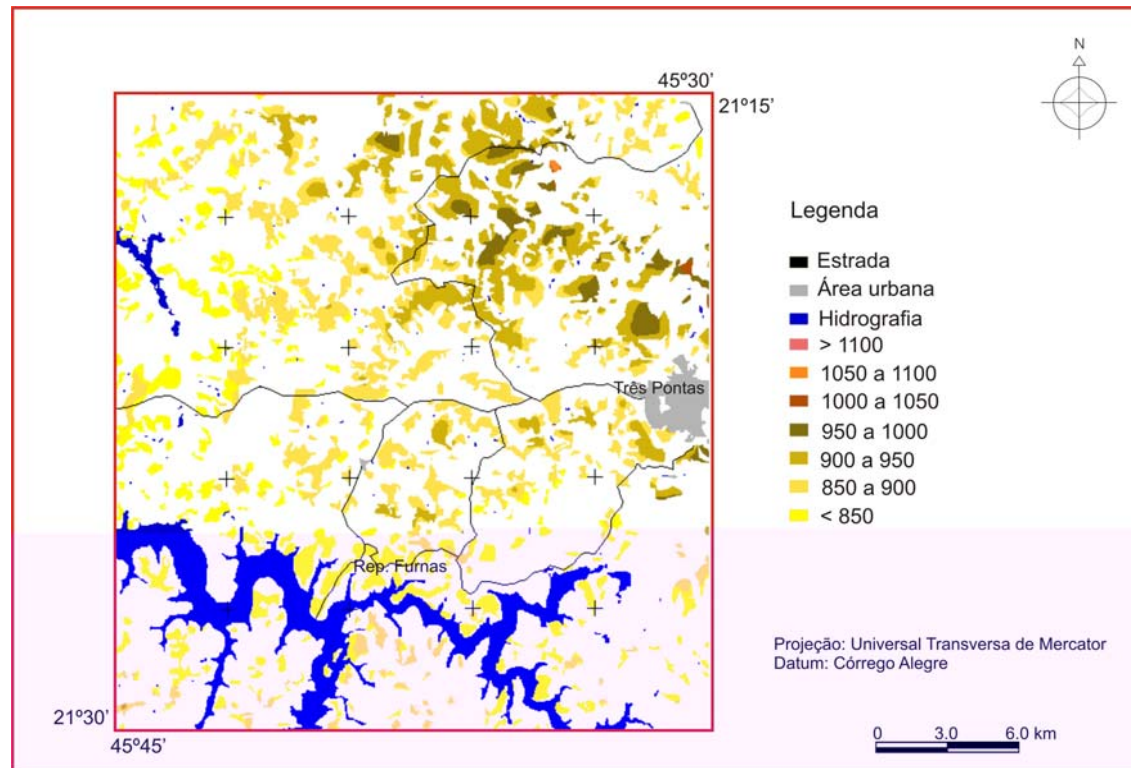 N
45º30’
21º15’
Legenda
Estrada
Área urbana
Hidrografia
> 1100
1050 a 1100
1000 a 1050
950 a 1000
900 a 950
850 a 900
< 850
Três Pontas
Rep. Furnas
Projeção: Universal Transversa de Mercator
Datum: Córrego Alegre
21º30’
45º45’
0 3.0 6.0 km